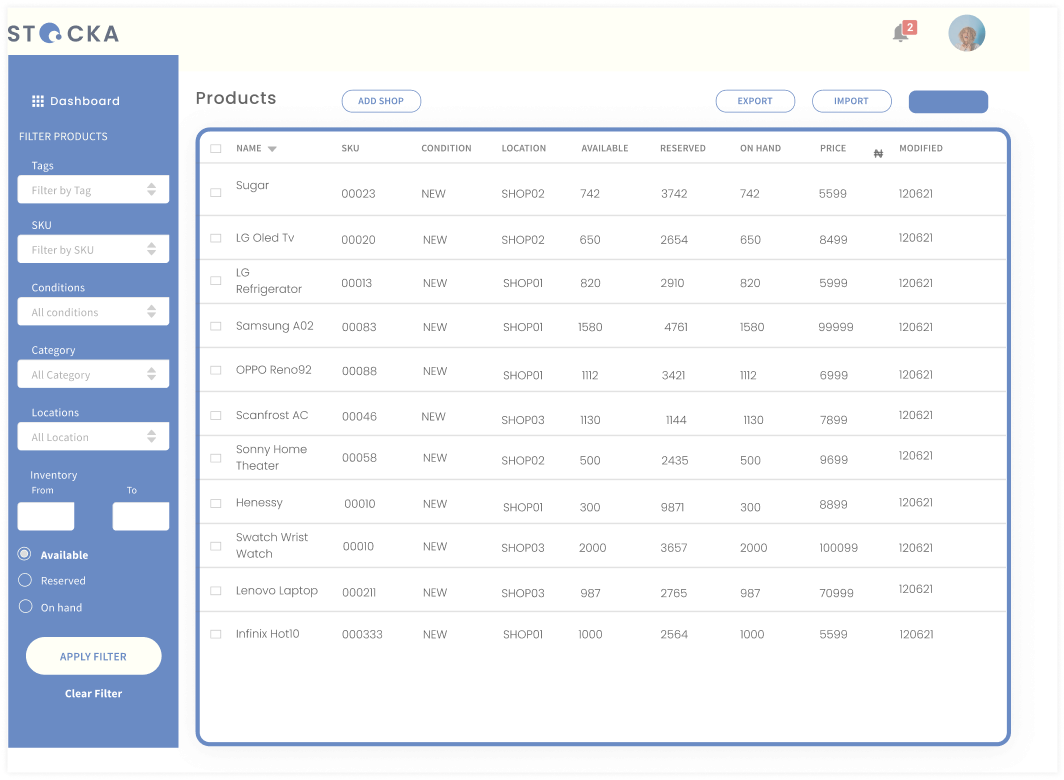 STOCKA
2
Dashboard
FILTER PRODUCTS
Tags
Filter by Tag
SKU
Filter by SKU
Conditions
All conditions
Category
All Category
Locations
All Location
Inventory
From To
Available
Reserved
On hand
APPLY FILTER
Clear Filter
Products ADD SHOP EXPORT IMPORT
NAME SKU CONDITION LOCATION AVAILABLE RESERVED ON HAND PRICE ₦ MODIFIED
Sugar 00023 NEW SHOP02 742 3742 742 5599 120621
LG Oled Tv 00020 NEW SHOP02 650 2654 650 8499 120621
LG
Refrigerator 00013 NEW SHOP01 820 2910 820 5999 120621
Samsung A02 00083 NEW SHOP01 1580 4761 1580 99999 120621
OPPO Reno92 00088 NEW SHOP01 1112 3421 1112 6999 120621
Scanfrost AC 00046 NEW SHOP03 1130 1144 1130 7899 120621
Sonny Home
Theater 00058 NEW SHOP02 500 2435 500 9699 120621
Henessy 00010 NEW SHOP01 300 9871 300 8899 120621
Swatch Wrist
Watch 00010 NEW SHOP03 2000 3657 2000 100099 120621
Lenovo Laptop 000211 NEW SHOP03 987 2765 987 70999 120621
Infinix Hot10 000333 NEW SHOP01 1000 2564 1000 5599 120621